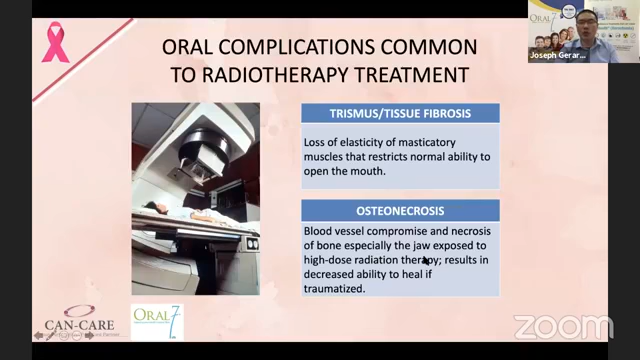 ORAL COMPLICATIONS COMMON
TO RADIOTHERAPY TREATMENT
TRISMUS/TISSUE FIBROSIS
Loss of elasticity of masticatory
muscles that restricts normal ability to
open the mouth.
OSTEONECROSIS
Blood vessel compromise and necrosis
of bone especially the jaw exposed to
high-dose radiation therapy; results in
decreased ability to heal if
traumatized.
CAN-CARE
ORAL7
zoom
ORAL7
Joseph Gerar...